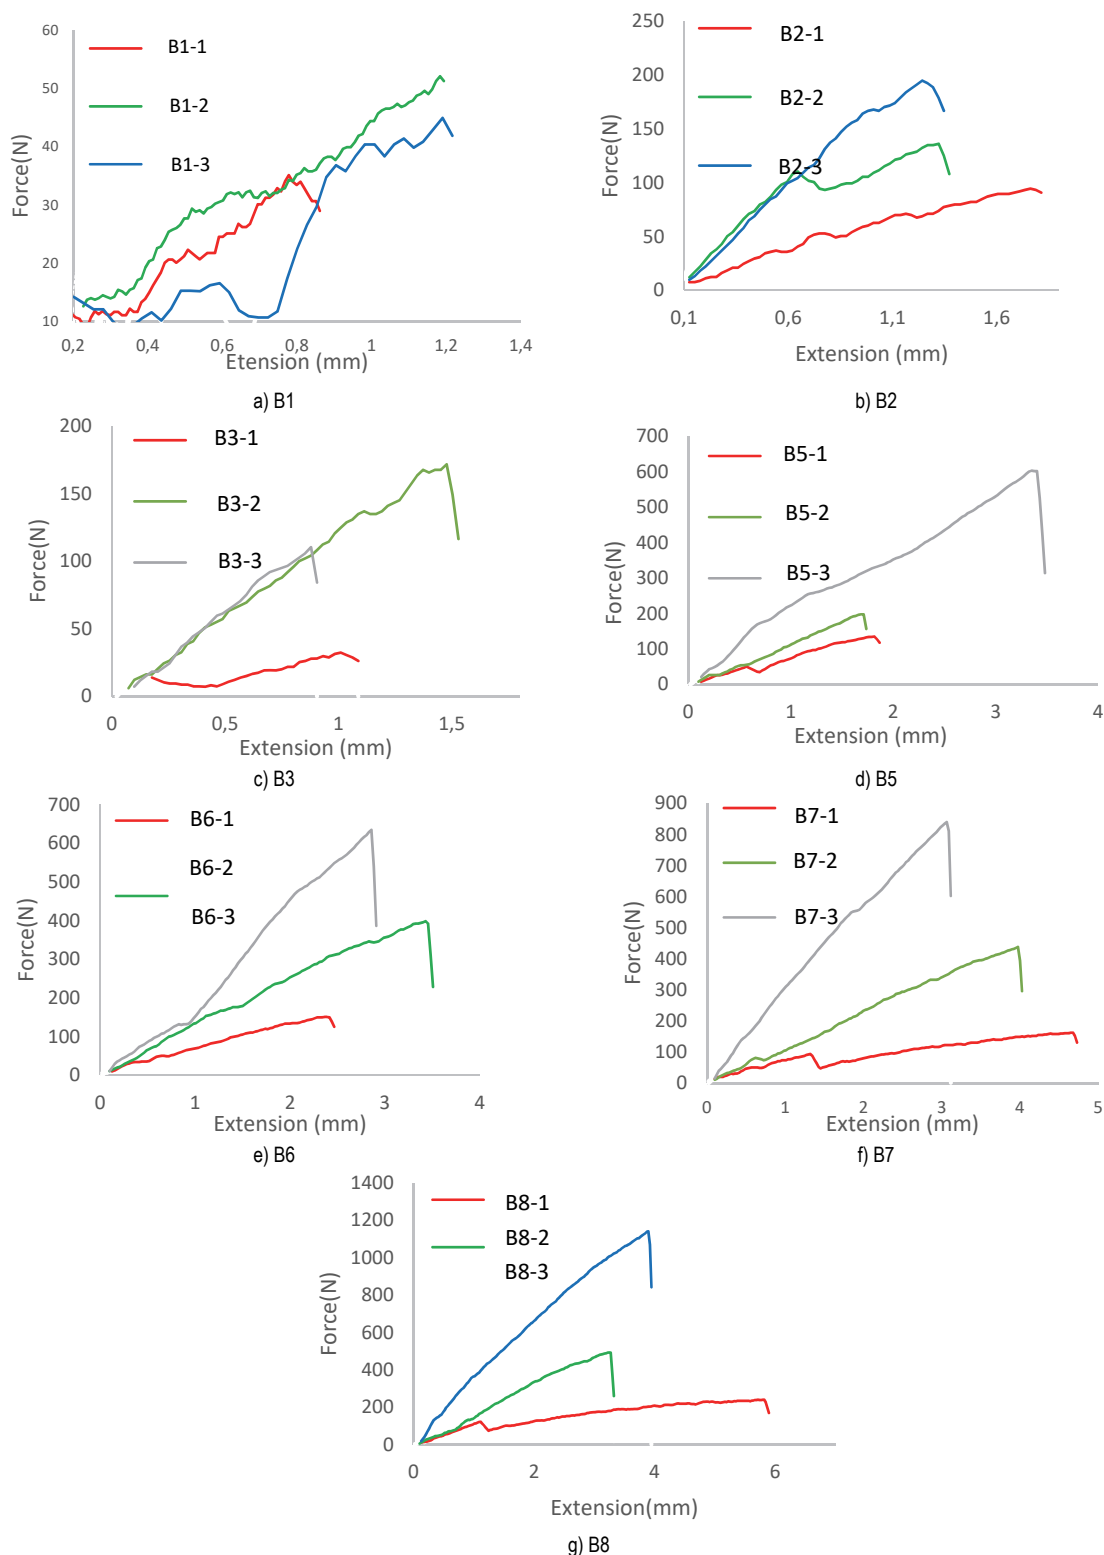 60
50
40
30
20
10
Force(N)
B1-1
B1-2
B1-3
0,2 0,4 0,6 0,8 1 1,2 1,4
Etension (mm)
a) B1
250
200
150
100
50
0
Force(N)
B2-1
B2-2
B2-3
0,1 0,6 1,1 1,6
Extension (mm)
b) B2
200
150
100
50
0
Force(N)
B3-1
B3-2
B3-3
0 0,5 1 1,5
Extension (mm)
c) B3
700
600
500
400
300
200
100
0
Force(N)
B5-1
B5-2
B5-3
0 1 2 3 4
Extension (mm)
d) B5
700
600
500
400
300
200
100
0
Force(N)
B6-1
B6-2
B6-3
0 1 2 3 4
Extension (mm)
e) B6
900
800
700
600
500
400
300
200
100
0
Force(N)
B7-1
B7-2
B7-3
0 1 2 3 4 5
Extension (mm)
f) B7
1400
1200
1000
800
600
400
200
0
Force(N)
B8-1
B8-2
B8-3
0 2 4 6
Extension(mm)
g) B8